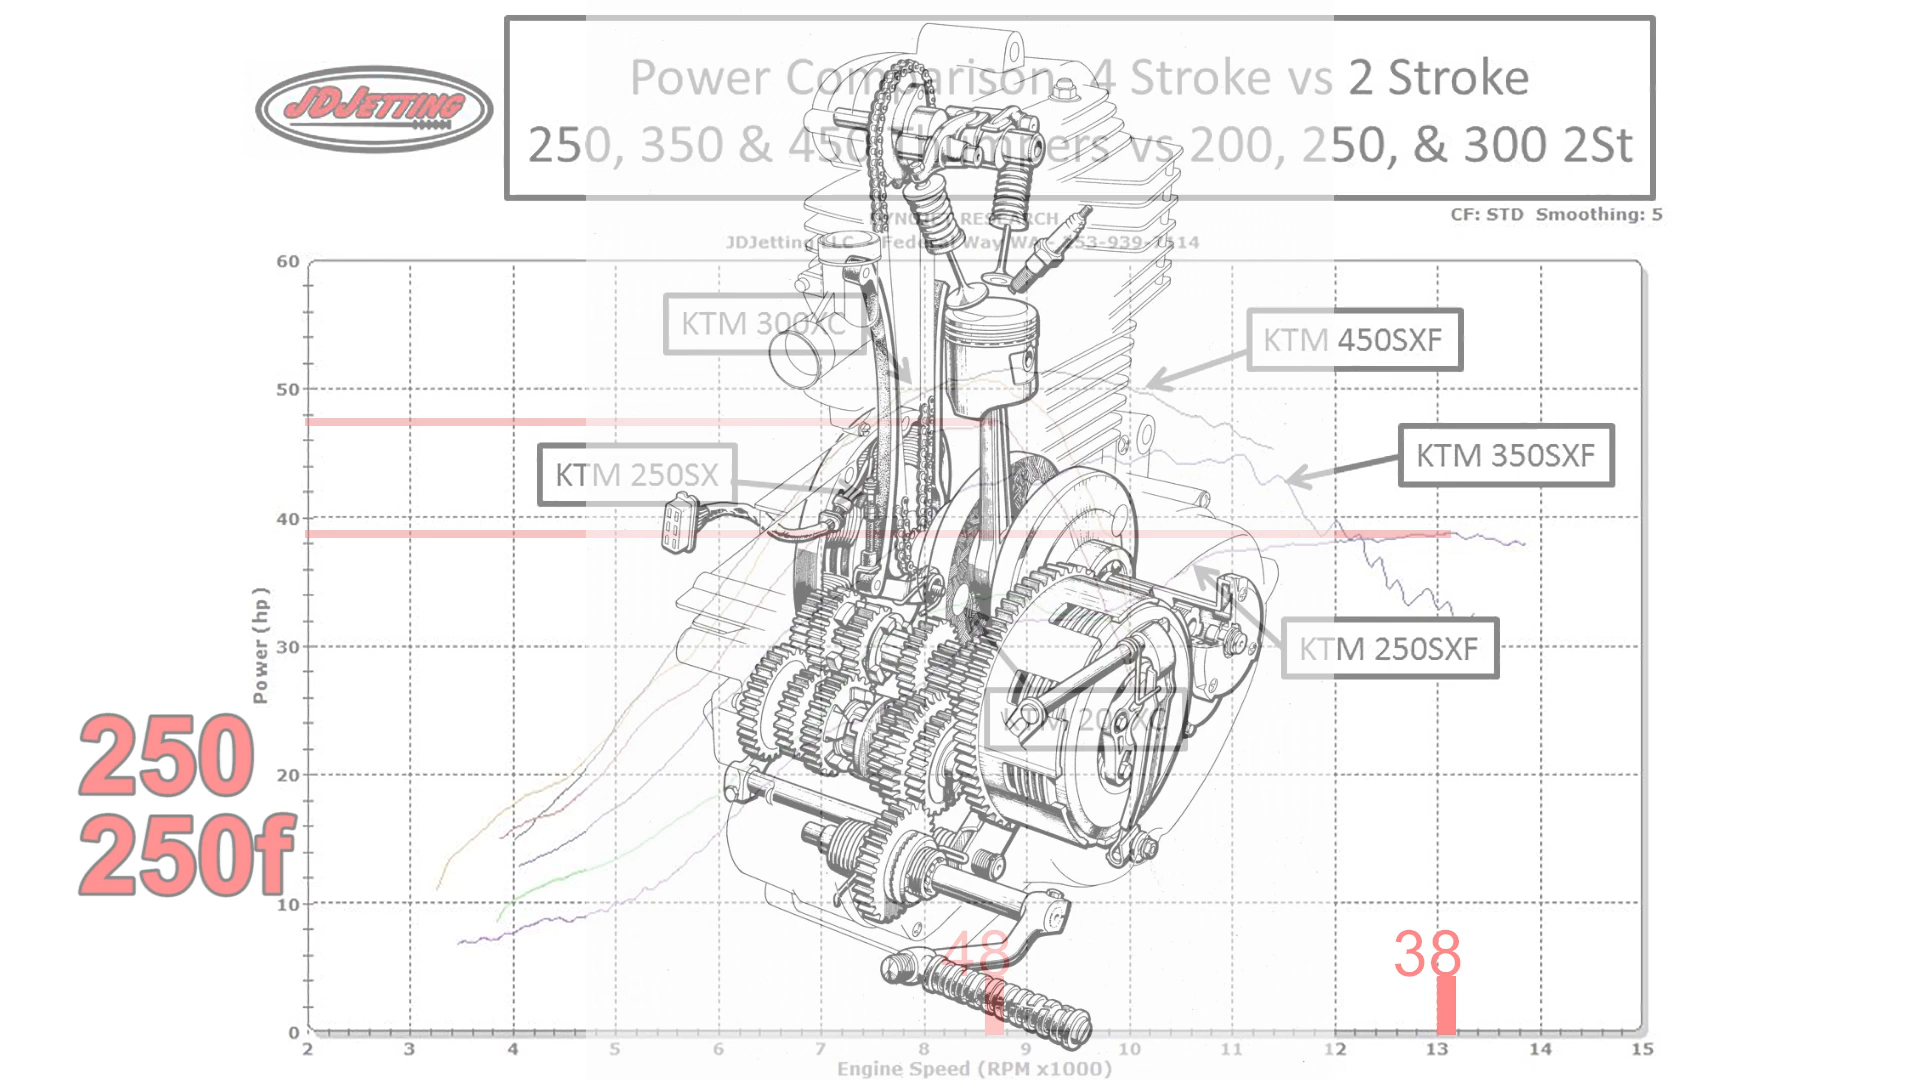 JDJETTING
Power Comparison 4 Stroke vs 2 Stroke
250, 350 & 450 Thumpers vs 200, 250, & 300 2St
CF: STD Smoothing: 5
RESEARCH
JDJetting LLC Federal Way WA
60
50
40
30
20
10
0
Power (hp)
KTM 300XC
KTM 450SXF
KTM 350SXF
KTM 250SX
KTM 250SXF
KTM 200XC
250
250f
48
38
2 3 4 5 6 7 8 9 10 11 12 13 14 15
Engine Speed (RPM x1000)